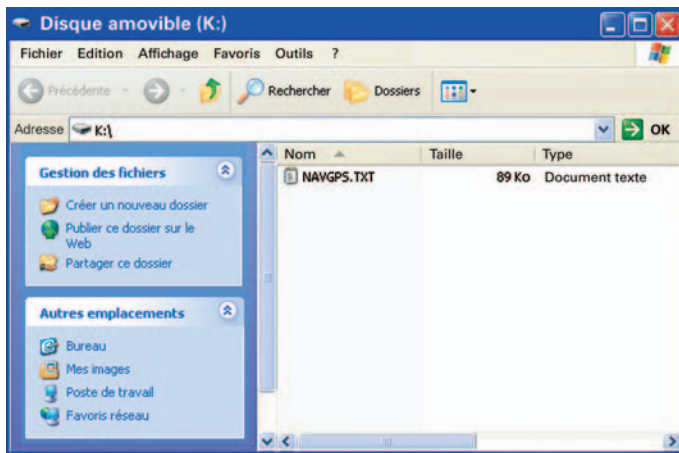 Disque amovible (K:)
Fichier Edition Affichage Favoris Outils ?
Précédente Rechercher Dossiers
Adresse K:\ OK
Nom Taille Type
NAVGPS.TXT 89 Ko Document texte
Gestion des fichiers
Créer un nouveau dossier
Publier ce dossier sur le
Web
Partager ce dossier
Autres emplacements
Bureau
Mes images
Poste de travail
Favoris réseau